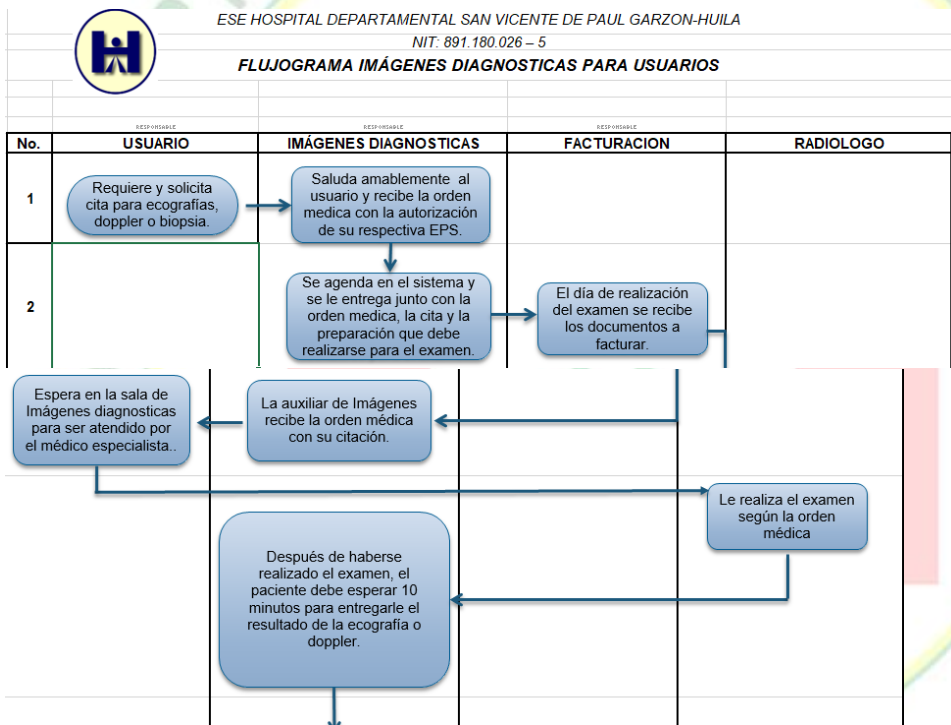 ESE HOSPITAL DEPARTAMENTAL SAN VICENTE DE PAUL GARZON-HUILA
NIT: 891.180.026 – 5
FLUJOGRAMA IMÁGENES DIAGNOSTICAS PARA USUARIOS
RESPONSABLE
RESPONSABLE
RESPONSABLE
No.
USUARIO
IMÁGENES DIAGNOSTICAS
FACTURACION
RADIOLOGO
1
Requiere y solicita
cita para ecografías,
doppler o biopsia.
Saluda amablemente al
usuario y recibe la orden
medica con la autorización
de su respectiva EPS.
2
Se agenda en el sistema y
se le entrega junto con la
orden medica, la cita y la
preparación que debe
realizarse para el examen.
El día de realización
del examen se recibe
los documentos a
facturar.
Espera en la sala de
Imágenes diagnosticas
para ser atendido por
el médico especialista..
La auxiliar de Imágenes
recibe la orden médica
con su citación.
Le realiza el examen
según la orden
médica
Después de haberse
realizado el examen, el
paciente debe esperar 10
minutos para entregarle el
resultado de la ecografía o
doppler.